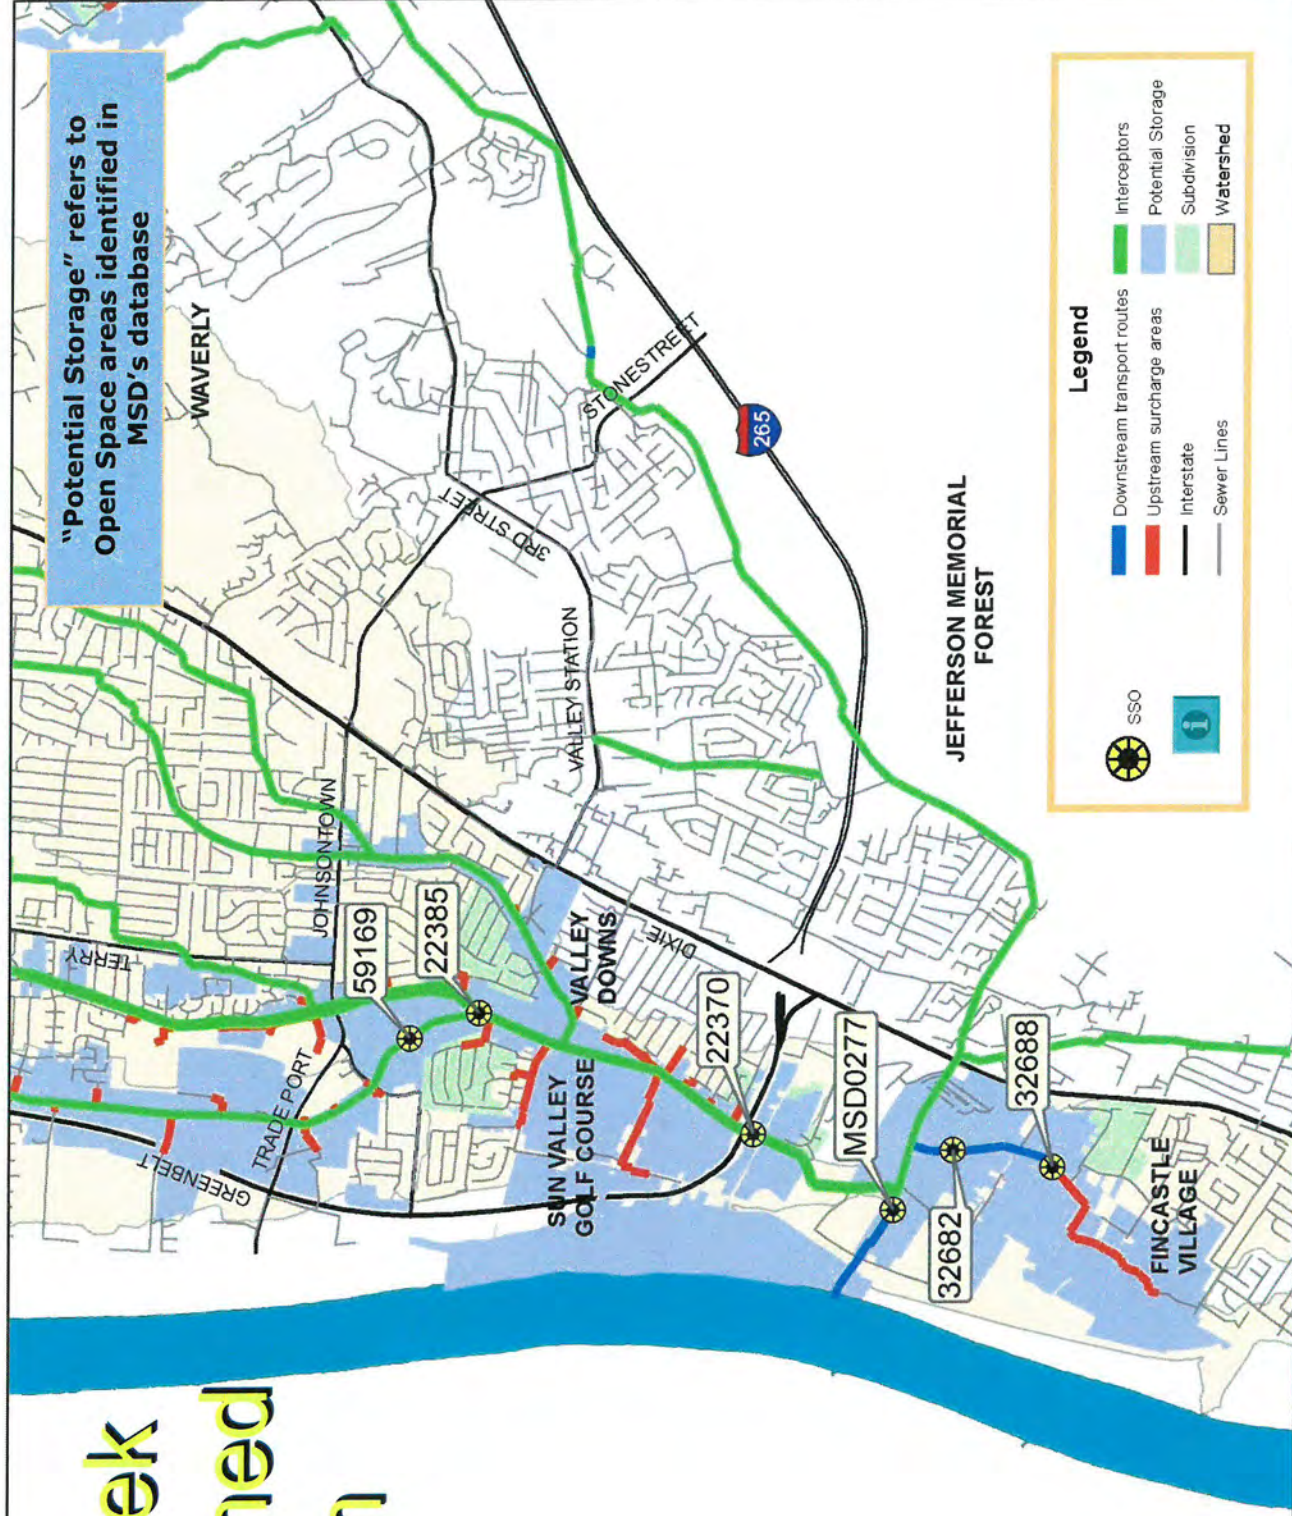 ek
ned
"Potential Storage" refers to
Open Space areas identified in
MSD's database
WAVERLY
STONESTREET
265
3RD STREET
VALLEY STATION
JOHNSONTOWN
TERRY
59169
22385
VALLEY
DOWNS
DIXIE
TRADE PORT
GREENBELT
SUN VALLEY
GOLF COURSE
22370
MSD0277
32682
32688
FINCASTLE
VILLAGE
JEFFERSON MEMORIAL
FOREST
Legend
SSO
i
Downstream transport routes
Upstream surcharge areas
Interstate
Sewer Lines
Interceptors
Potential Storage
Subdivision
Watershed